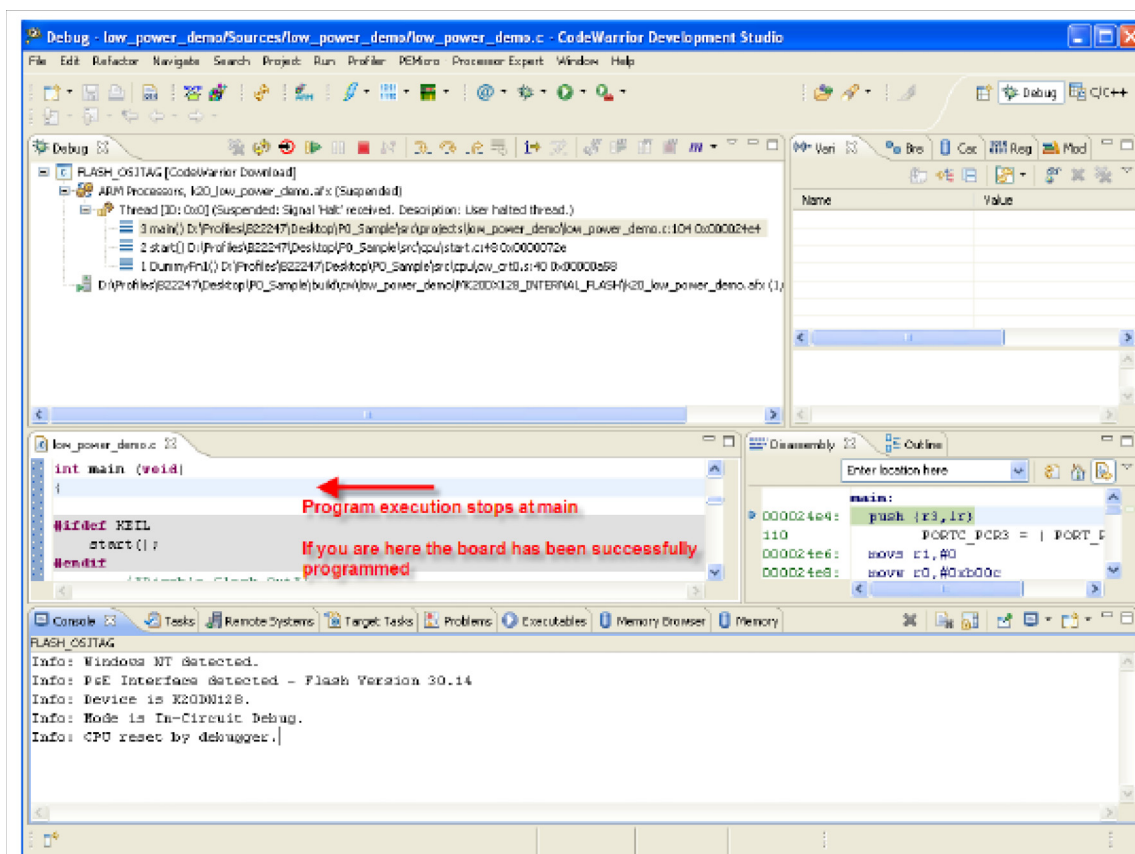 Debug - low_power_demo/Sources/low_power_demo/low_power_demo.c - CodeWarrior Development Studio
File Edit Refactor Navigate Search Project Run Profiler PEMicro Processor Expert Window Help
Debug C/C++
Debug
FLASH_OSJTAG [CodeWarrior Download]
ARM Processors, k20_low_power_demo.afx (Suspended)
Thread [ID: 0x0] (Suspended: Signal 'Halt' received. Description: User halted thread.)
3 main() D:\Profiles\B22247\Desktop\P0_Sample\src\projects\low_power_demo\low_power_demo.c:104 0x000024e4
2 start() D:\Profiles\B22247\Desktop\P0_Sample\src\cpu\start.c:48 0x0000072e
1 DummyFn1() D:\Profiles\B22247\Desktop\P0_Sample\src\cpu\cw_crt0.s:40 0x00000a58
D:\Profiles\B22247\Desktop\P0_Sample\build\cw\low_power_demo\MK20DX128_INTERNAL_FLASH\k20_low_power_demo.afx (1/
Vari Bre Cac Reg Mod
Name Value
low_power_demo.c
int main (void)
{
Program execution stops at main
#ifdef KEIL
start();
#endif
If you are here the board has been successfully
programmed
Disassembly Outline
Enter location here
main:
000024e4: push {r3,lr}
110 PORTC_PCR3 = ( PORT_P
000024e6: movs r1,#0
000024e8: movw r0,#0xb00c
Console Tasks Remote Systems Target Tasks Problems Executables Memory Browser Memory
FLASH_OSJTAG
Info: Windows NT detected.
Info: P&E Interface detected - Flash Version 30.14
Info: Device is K20DN128.
Info: Mode is In-Circuit Debug.
Info: CPU reset by debugger.